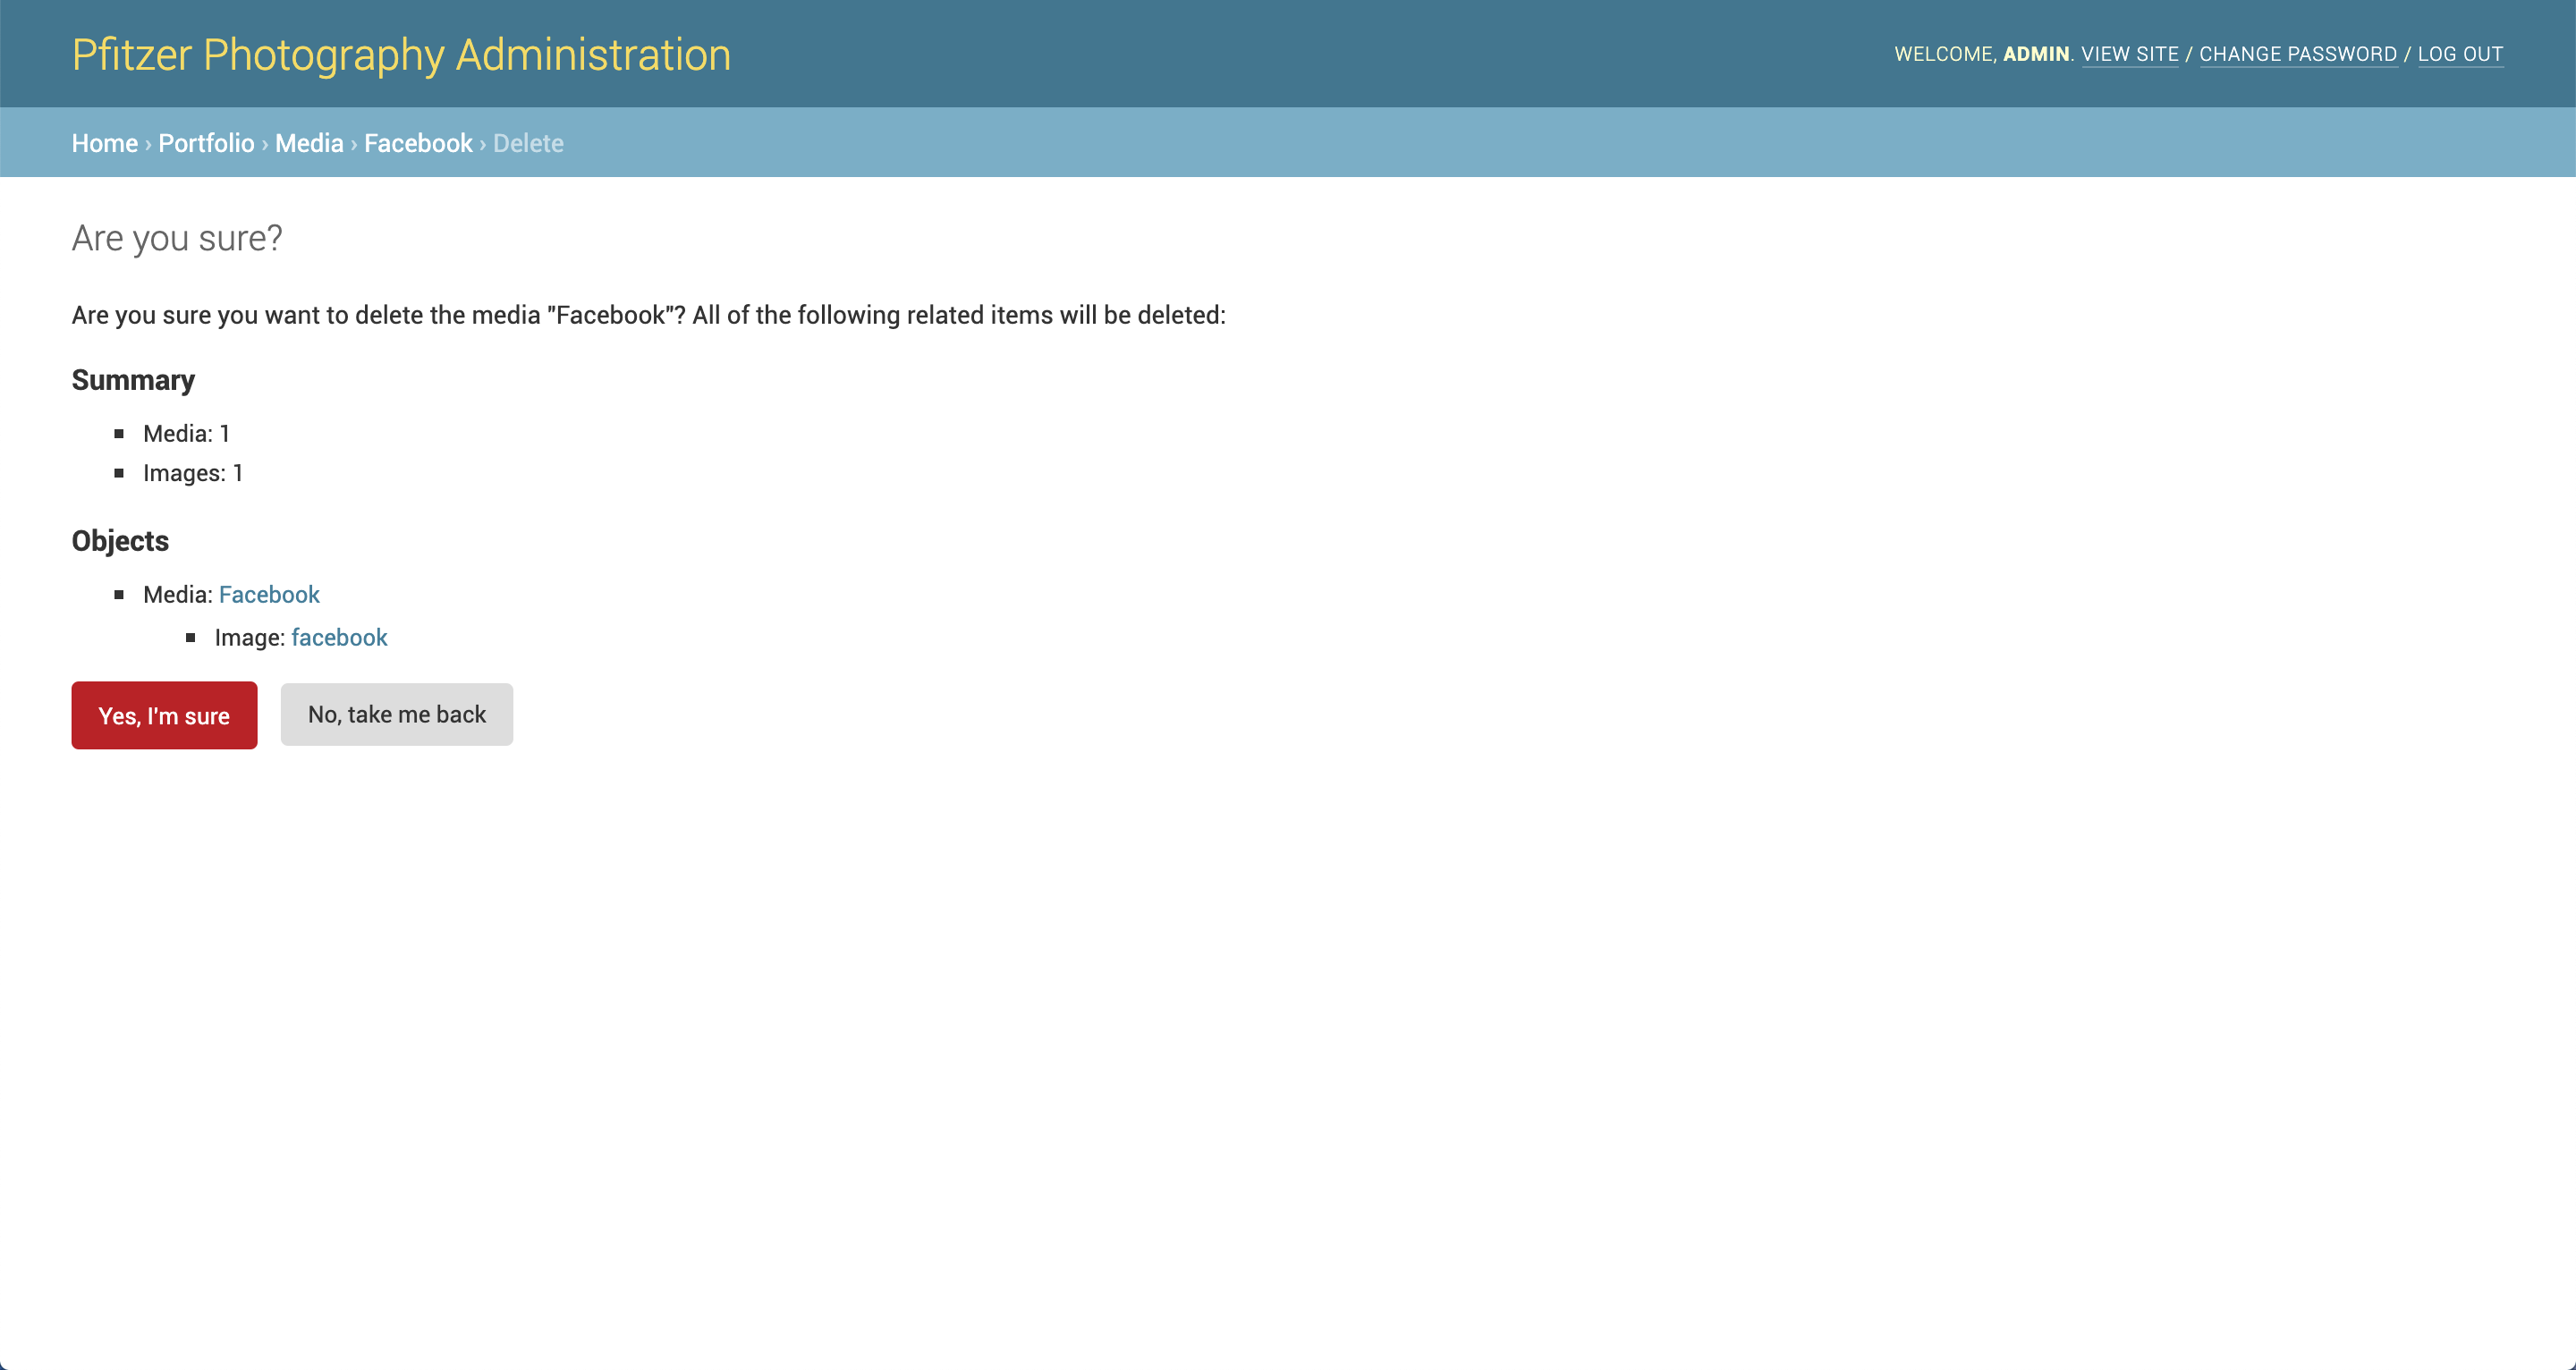 Pfitzer Photography Administration
WELCOME, ADMIN. VIEW SITE / CHANGE PASSWORD / LOG OUT
Home › Portfolio › Media › Facebook › Delete
Are you sure?
Are you sure you want to delete the media "Facebook"? All of the following related items will be deleted:
Summary
Media: 1
Images: 1
Objects
Media: Facebook
Image: facebook
Yes, I'm sure
No, take me back